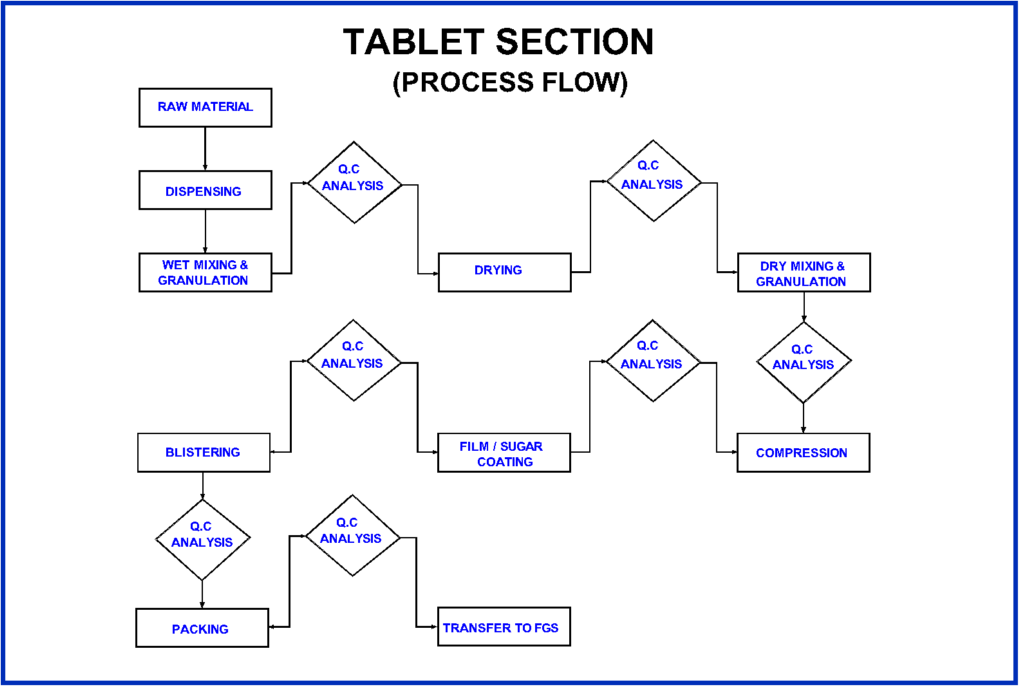 TABLET SECTION
(PROCESS FLOW)
RAW MATERIAL
DISPENSING
WET MIXING &
GRANULATION
Q.C
ANALYSIS
DRYING
Q.C
ANALYSIS
DRY MIXING &
GRANULATION
Q.C
ANALYSIS
COMPRESSION
Q.C
ANALYSIS
FILM / SUGAR
COATING
Q.C
ANALYSIS
BLISTERING
Q.C
ANALYSIS
PACKING
Q.C
ANALYSIS
TRANSFER TO FGS